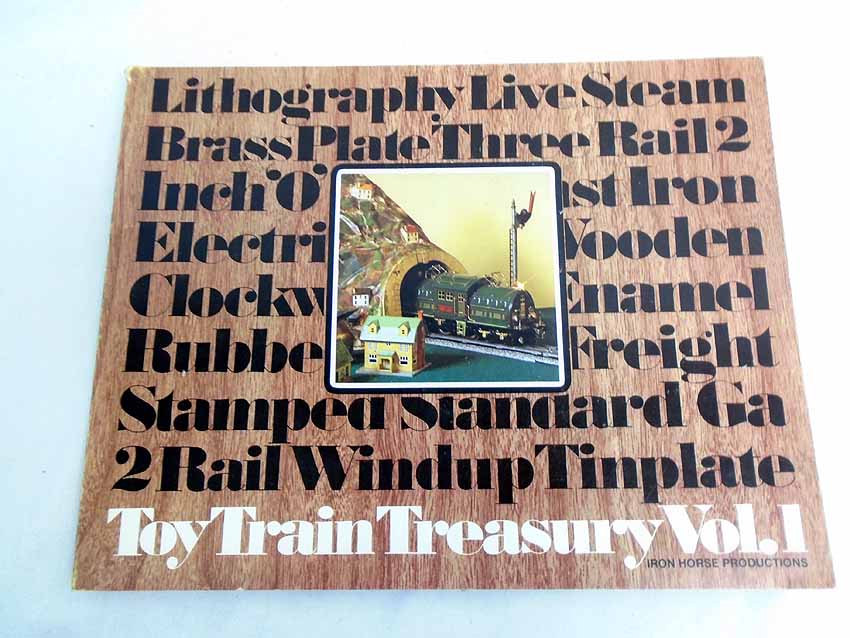 Lithography Live Steam
Brass Plate Three Rail 2
Inch "O" ast Iron
Electri Wooden
Clockw Enamel
Rubbe Freight
Stamped Standard Ga
2 Rail Windup Tinplate
Toy Train Treasury Vol. 1
IRON HORSE PRODUCTIONS